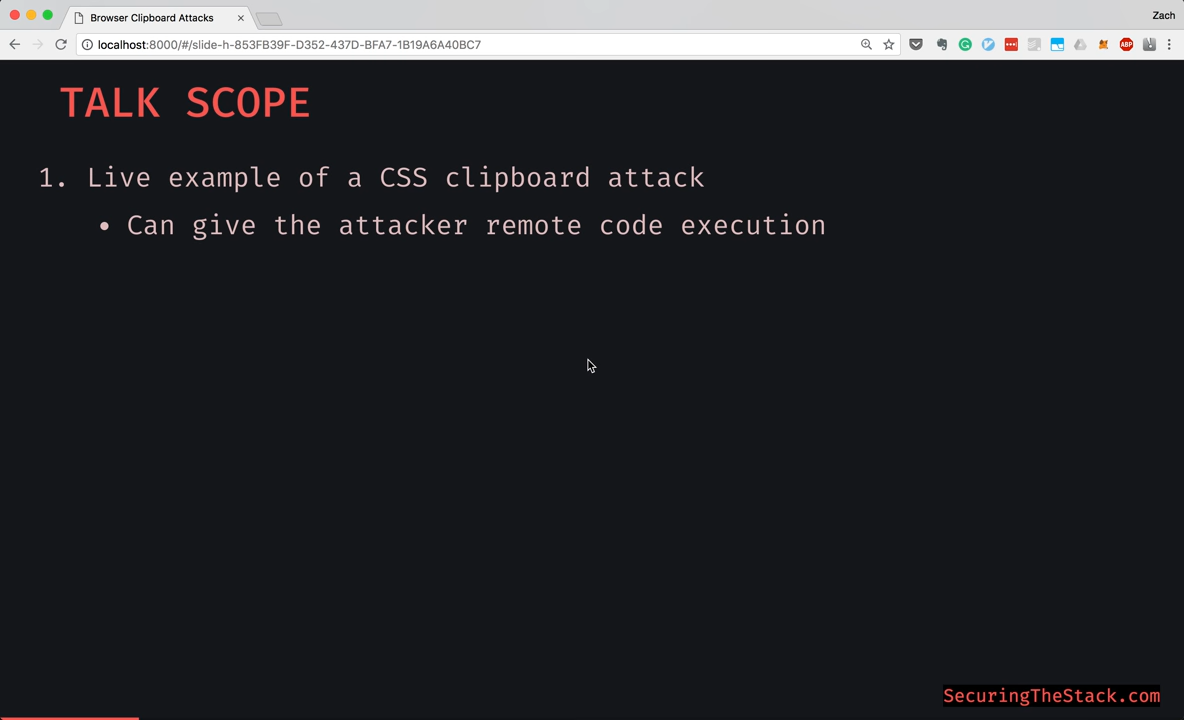 Browser Clipboard Attacks
Zach
localhost:8000/#/slide-h-853FB39F-D352-437D-BFA7-1B19A6A40BC7
ABP
TALK SCOPE
1. Live example of a CSS clipboard attack
• Can give the attacker remote code execution
SecuringTheStack.com